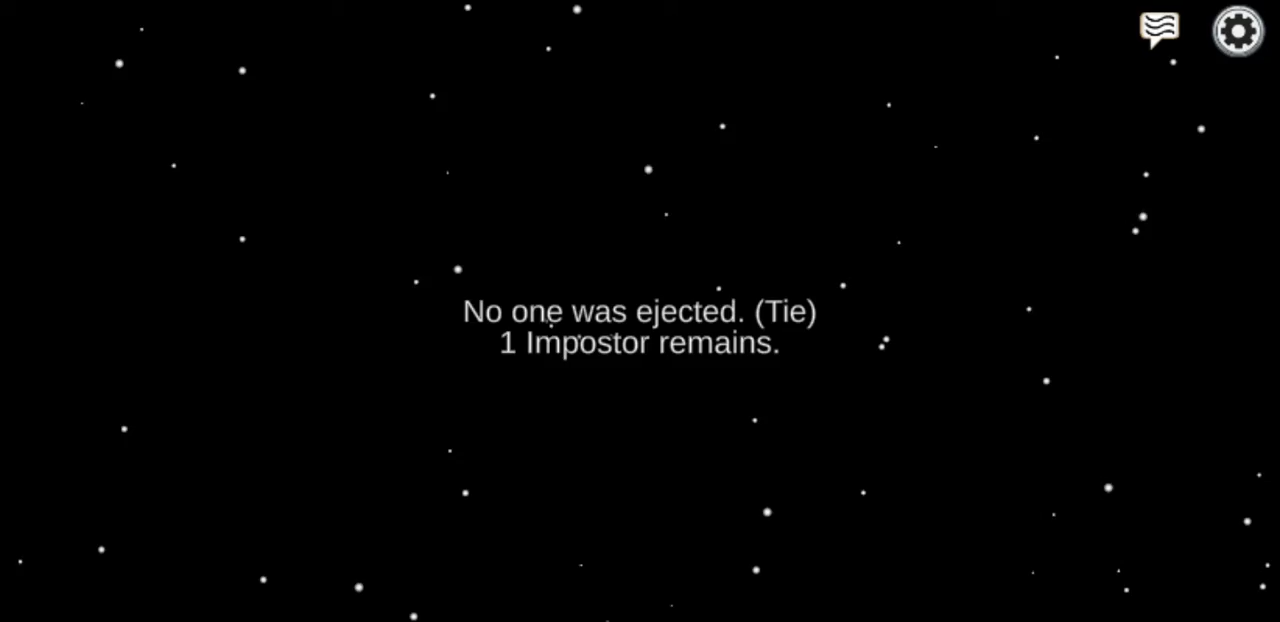 No one was ejected. (Tie)
1 Impostor remains.